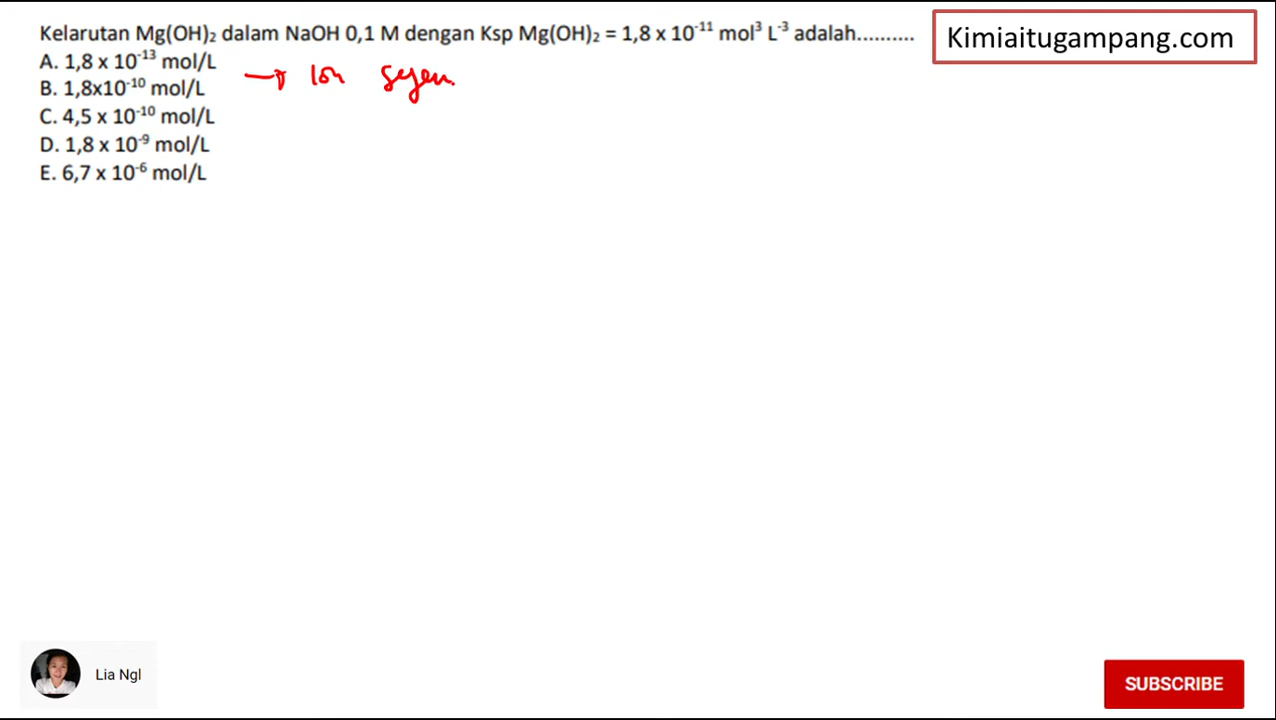 Kelarutan Mg(OH)₂ dalam NaOH 0,1 M dengan Ksp Mg(OH)₂ = 1,8 x 10⁻¹¹ mol³ L⁻³ adalah..........
Kimiaitugampang.com
A. 1,8 x 10⁻¹³ mol/L
B. 1,8x10⁻¹⁰ mol/L
→ ion sejenis
C. 4,5 x 10⁻¹⁰ mol/L
D. 1,8 x 10⁻⁹ mol/L
E. 6,7 x 10⁻⁶ mol/L
Lia Ngl
SUBSCRIBE